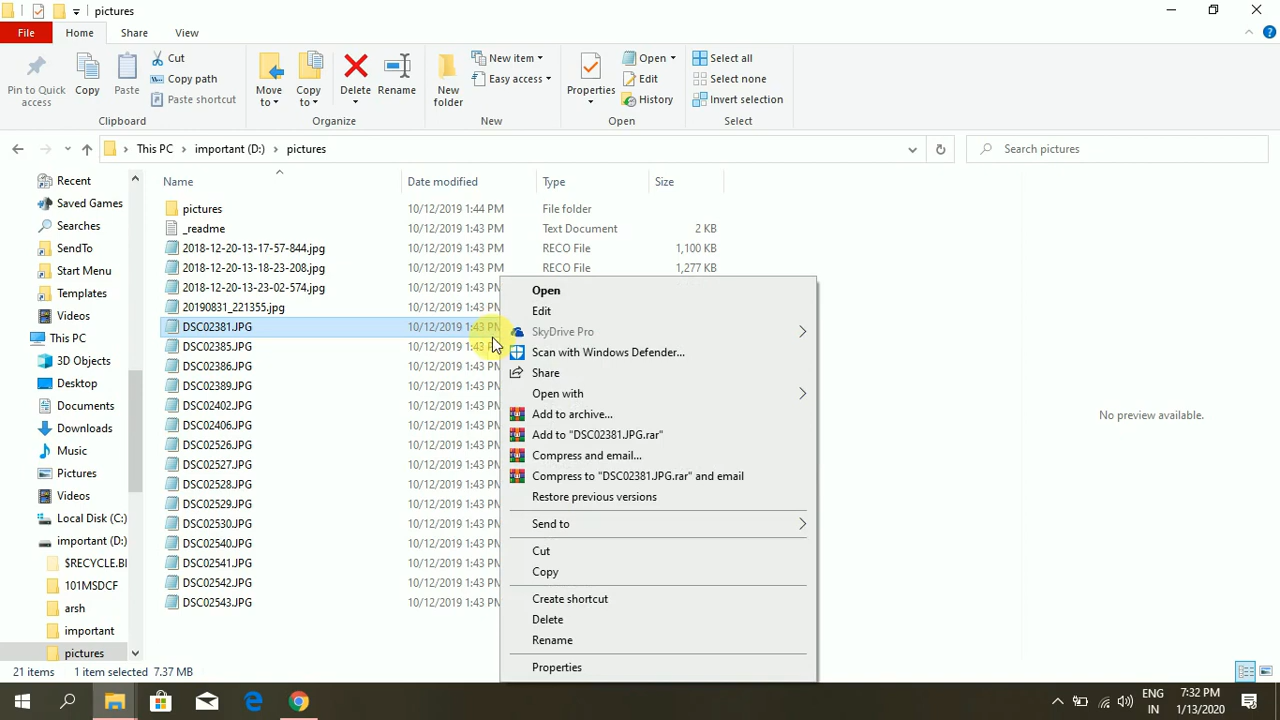 pictures
File Home Share View
Pin to Quick access
Copy
Paste
Cut
Copy path
Paste shortcut
Clipboard
Move to
Copy to
Delete
Rename
Organize
New folder
New item
Easy access
New
Properties
Open
Edit
History
Open
Select all
Select none
Invert selection
Select
This PC important (D:) pictures
Search pictures
Recent
Saved Games
Searches
SendTo
Start Menu
Templates
Videos
This PC
3D Objects
Desktop
Documents
Downloads
Music
Pictures
Videos
Local Disk (C:)
important (D:)
$RECYCLE.BI
101MSDCF
arsh
important
pictures
Name Date modified Type Size
pictures 10/12/2019 1:44 PM File folder
_readme 10/12/2019 1:43 PM Text Document 2 KB
2018-12-20-13-17-57-844.jpg 10/12/2019 1:43 PM RECO File 1,100 KB
2018-12-20-13-18-23-208.jpg 10/12/2019 1:43 PM RECO File 1,277 KB
2018-12-20-13-23-02-574.jpg 10/12/2019 1:43 PM
20190831_221355.jpg 10/12/2019 1:43 PM
DSC02381.JPG 10/12/2019 1:43 PM
DSC02385.JPG 10/12/2019 1:43 PM
DSC02386.JPG 10/12/2019 1:43 PM
DSC02389.JPG 10/12/2019 1:43 PM
DSC02402.JPG 10/12/2019 1:43 PM
DSC02406.JPG 10/12/2019 1:43 PM
DSC02526.JPG 10/12/2019 1:43 PM
DSC02527.JPG 10/12/2019 1:43 PM
DSC02528.JPG 10/12/2019 1:43 PM
DSC02529.JPG 10/12/2019 1:43 PM
DSC02530.JPG 10/12/2019 1:43 PM
DSC02540.JPG 10/12/2019 1:43 PM
DSC02541.JPG 10/12/2019 1:43 PM
DSC02542.JPG 10/12/2019 1:43 PM
DSC02543.JPG 10/12/2019 1:43 PM
Open
Edit
SkyDrive Pro
Scan with Windows Defender...
Share
Open with
Add to archive...
Add to "DSC02381.JPG.rar"
Compress and email...
Compress to "DSC02381.JPG.rar" and email
Restore previous versions
Send to
Cut
Copy
Create shortcut
Delete
Rename
Properties
No preview available.
21 items 1 item selected 7.37 MB
ENG
IN
7:32 PM
1/13/2020